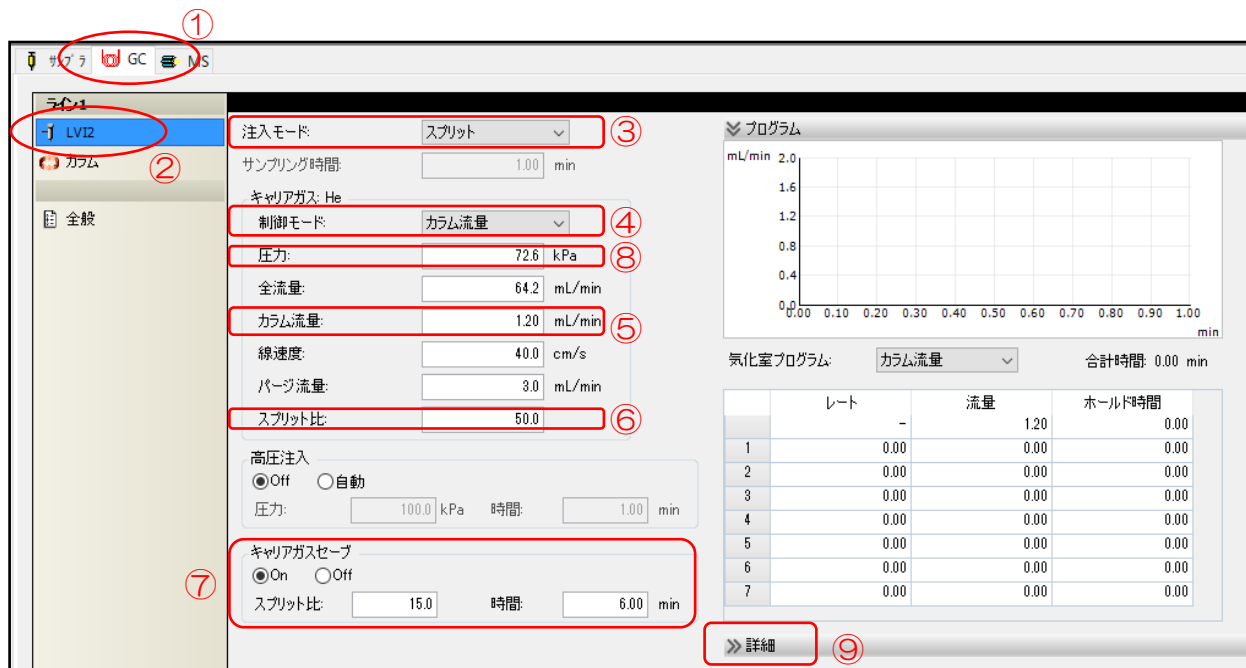 ①
サンプラ GC MS
ライン1
LVI2
②
カラム
全般
注入モード: スプリット ③
サンプリング時間: 1.00 min
キャリアガス: He
制御モード: カラム流量 ④
圧力: 72.6 kPa ⑧
全流量: 64.2 mL/min
カラム流量: 1.20 mL/min ⑤
線速度: 40.0 cm/s
パージ流量: 3.0 mL/min
スプリット比: 50.0 ⑥
高圧注入
Off 自動
圧力: 100.0 kPa 時間: 1.00 min
⑦
キャリアガスセーブ
On Off
スプリット比: 15.0 時間: 6.00 min
プログラム
mL/min 2.0
1.6
1.2
0.8
0.4
0.0
0.00 0.10 0.20 0.30 0.40 0.50 0.60 0.70 0.80 0.90 1.00
min
気化室プログラム: カラム流量 合計時間: 0.00 min
レート 流量 ホールド時間
- 1.20 0.00
1 0.00 0.00 0.00
2 0.00 0.00 0.00
3 0.00 0.00 0.00
4 0.00 0.00 0.00
5 0.00 0.00 0.00
6 0.00 0.00 0.00
7 0.00 0.00 0.00
詳細 ⑨